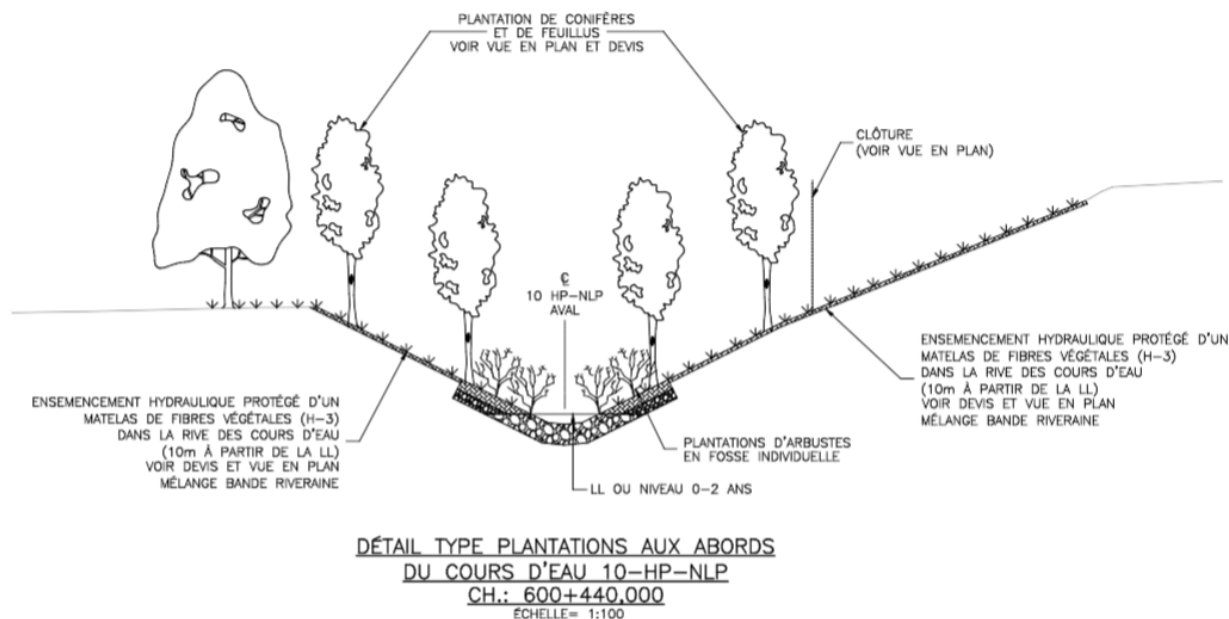 PLANTATION DE CONIFÈRES
ET DE FEUILLUS
VOIR VUE EN PLAN ET DEVIS
CLÔTURE
(VOIR VUE EN PLAN)
℄
10 HP-NLP
AVAL
ENSEMENCEMENT HYDRAULIQUE PROTÉGÉ D'UN
MATELAS DE FIBRES VÉGÉTALES (H-3)
DANS LA RIVE DES COURS D'EAU
(10m À PARTIR DE LA LL)
VOIR DEVIS ET VUE EN PLAN
MÉLANGE BANDE RIVERAINE
ENSEMENCEMENT HYDRAULIQUE PROTÉGÉ D'UN
MATELAS DE FIBRES VÉGÉTALES (H-3)
DANS LA RIVE DES COURS D'EAU
(10m À PARTIR DE LA LL)
VOIR DEVIS ET VUE EN PLAN
MÉLANGE BANDE RIVERAINE
PLANTATIONS D'ARBUSTES
EN FOSSE INDIVIDUELLE
LL OU NIVEAU 0-2 ANS
DÉTAIL TYPE PLANTATIONS AUX ABORDS
DU COURS D'EAU 10-HP-NLP
CH.: 600+440,000
ÉCHELLE= 1:100